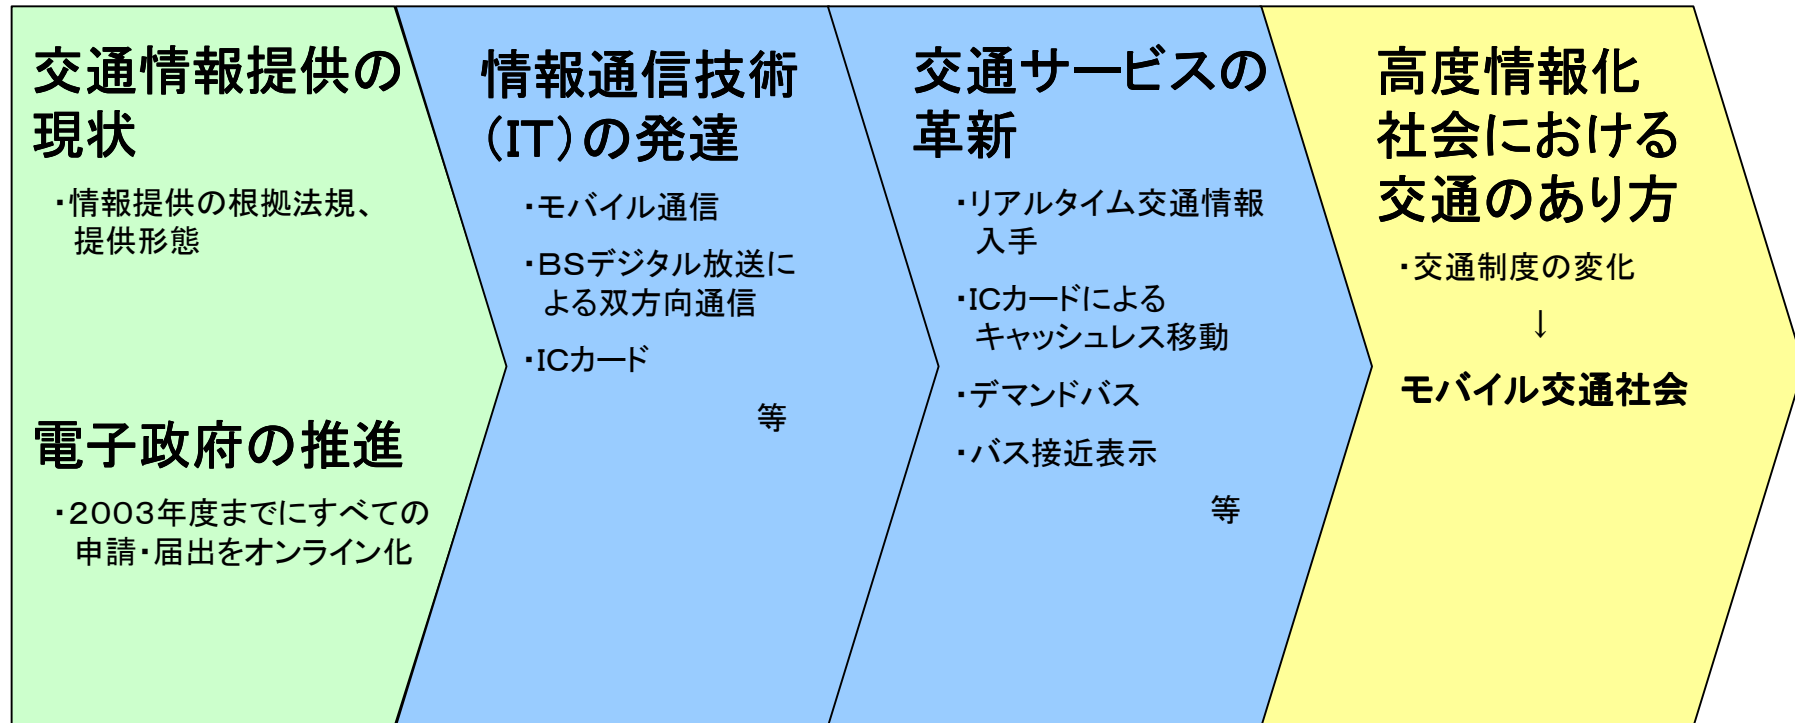 交通情報提供の
現状
・情報提供の根拠法規、
提供形態
電子政府の推進
・2003年度までにすべての
申請・届出をオンライン化
情報通信技術
(IT)の発達
・モバイル通信
・BSデジタル放送に
よる双方向通信
・ICカード
等
交通サービスの
革新
・リアルタイム交通情報
入手
・ICカードによる
キャッシュレス移動
・デマンドバス
・バス接近表示
等
高度情報化
社会における
交通のあり方
・交通制度の変化
↓
モバイル交通社会